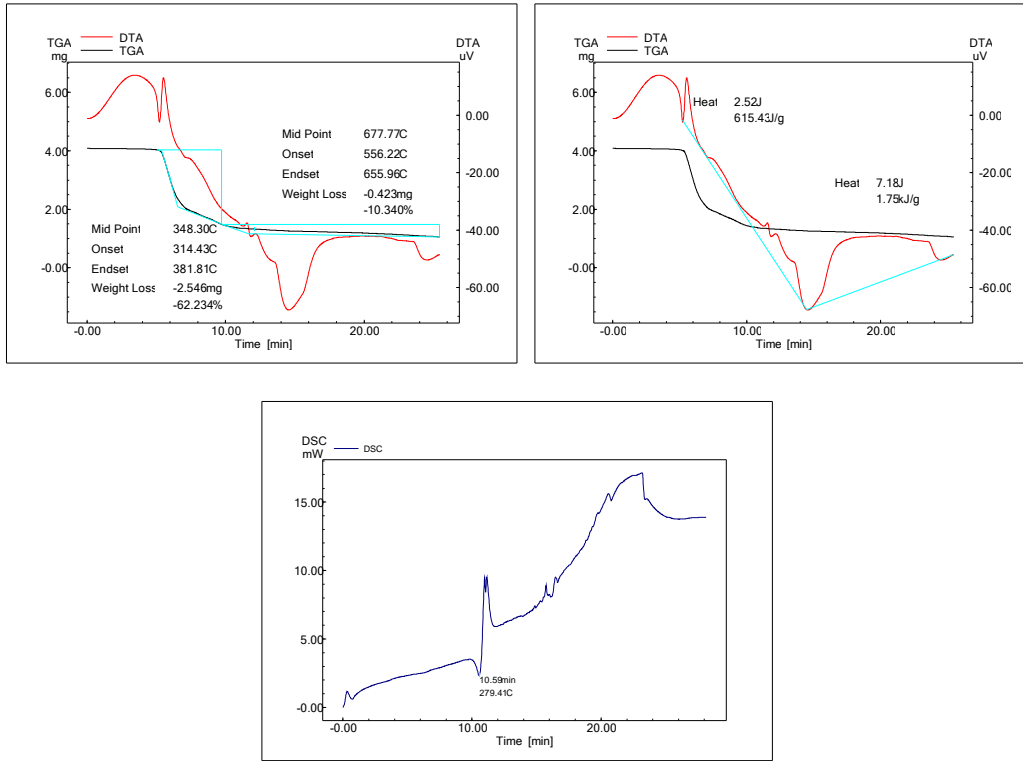 TGA
mg
DTA
TGA
DTA
uV
6.00
4.00
2.00
-0.00
0.00
-20.00
-40.00
-60.00
Mid Point 677.77C
Onset 556.22C
Endset 655.96C
Weight Loss -0.423mg
-10.340%
Mid Point 348.30C
Onset 314.43C
Endset 381.81C
Weight Loss -2.546mg
-62.234%
-0.00 10.00 20.00
Time [min]
TGA
mg
DTA
TGA
DTA
uV
6.00
4.00
2.00
-0.00
0.00
-20.00
-40.00
-60.00
Heat 2.52J
615.43J/g
Heat 7.18J
1.75kJ/g
-0.00 10.00 20.00
Time [min]
DSC
mW
DSC
15.00
10.00
5.00
-0.00
10.59min
279.41C
-0.00 10.00 20.00
Time [min]